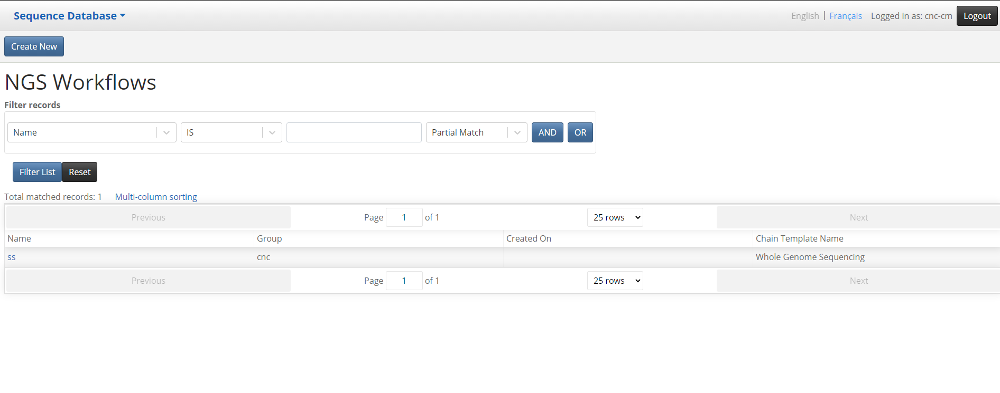 Sequence Database
English | Français Logged in as: cnc-cm Logout
Create New
NGS Workflows
Filter records
Name IS Partial Match AND OR
Filter List Reset
Total matched records: 1 Multi-column sorting
Previous Page 1 of 1 25 rows Next
Name Group Created On Chain Template Name
ss cnc Whole Genome Sequencing
Previous Page 1 of 1 25 rows Next